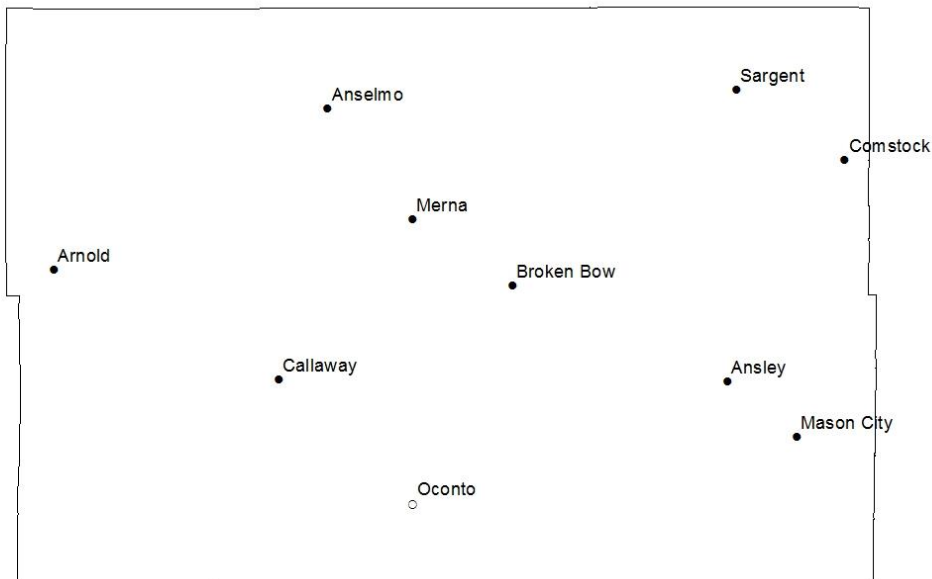 Sargent
Anselmo
Comstock
Merna
Arnold
Broken Bow
Callaway
Ansley
Mason City
Oconto